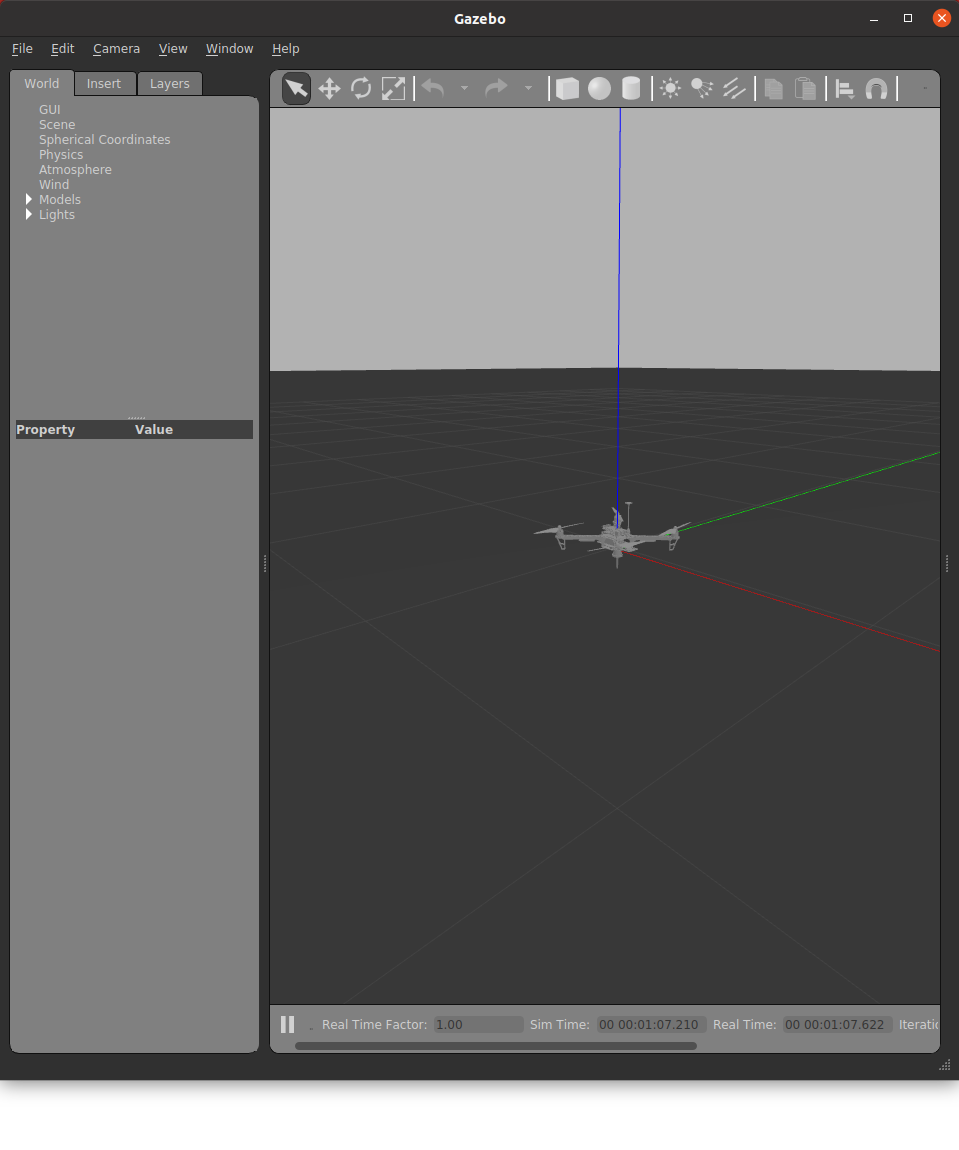 Gazebo
File Edit Camera View Window Help
World Insert Layers
GUI
Scene
Spherical Coordinates
Physics
Atmosphere
Wind
Models
Lights
Property Value
Real Time Factor: 1.00 Sim Time: 00 00:01:07.210 Real Time: 00 00:01:07.622 Iteratio